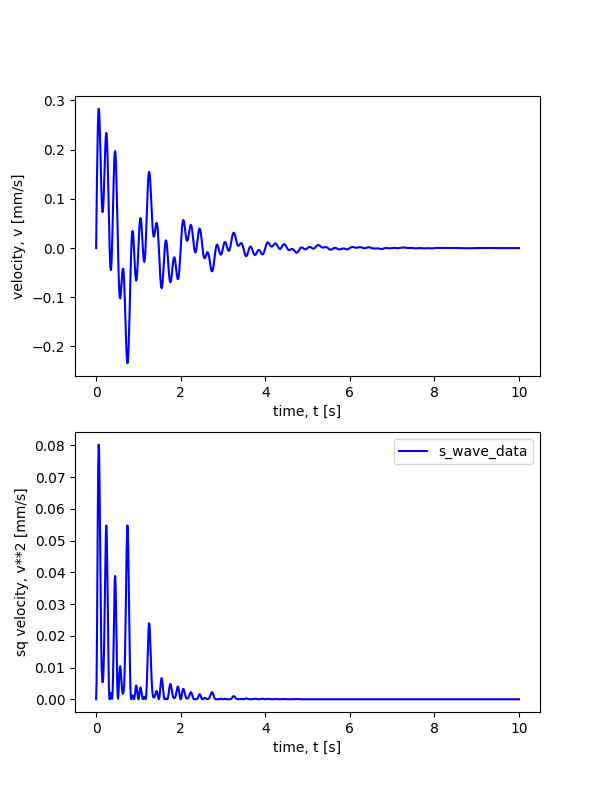 0.3
0.2
0.1
0.0
−0.1
−0.2
velocity, v [mm/s]
0 2 4 6 8 10
time, t [s]
s_wave_data
0.08
0.07
0.06
0.05
0.04
0.03
0.02
0.01
0.00
sq velocity, v**2 [mm/s]
0 2 4 6 8 10
time, t [s]